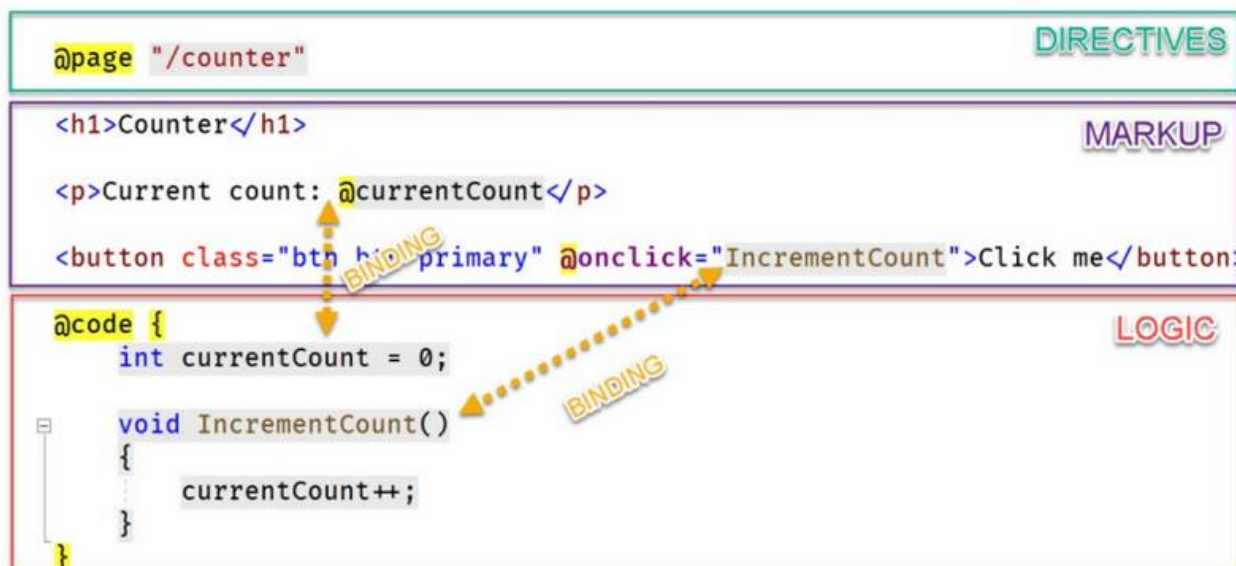 @page "/counter"
DIRECTIVES
<h1>Counter</h1>
MARKUP
<p>Current count: @currentCount</p>
BINDING
<button class="btn primary" @onclick="IncrementCount">Click me</button>
@code {
LOGIC
int currentCount = 0;
BINDING
void IncrementCount()
{
currentCount++;
}
}